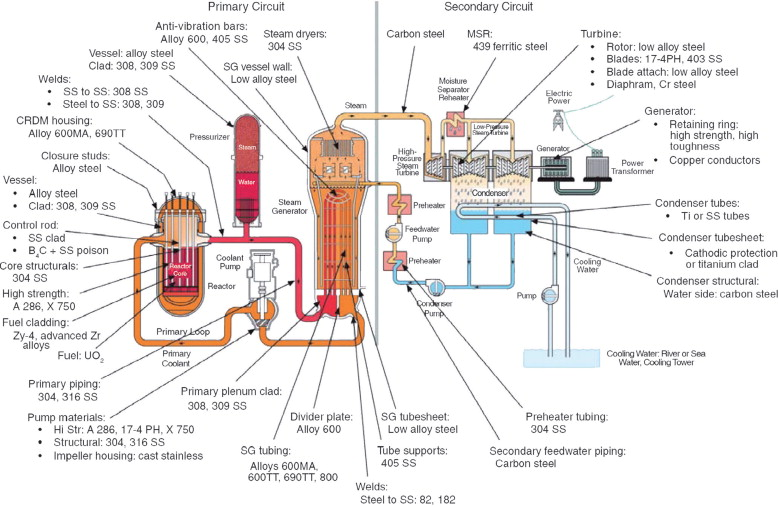 Primary Circuit
Secondary Circuit
Anti-vibration bars:
Alloy 600, 405 SS
Steam dryers:
304 SS
Carbon steel
MSR:
439 ferritic steel
Turbine:
• Rotor: low alloy steel
• Blades: 17-4PH, 403 SS
• Blade attach: low alloy steel
• Diaphram, Cr steel
Vessel: alloy steel
Clad: 308, 309 SS
SG vessel wall:
Low alloy steel
Welds:
• SS to SS: 308 SS
• Steel to SS: 308, 309
CRDM housing:
Alloy 600MA, 690TT
Closure studs:
Alloy steel
Vessel:
• Alloy steel
• Clad: 308, 309 SS
Control rod:
• SS clad
• B4C + SS poison
Core structurals:
304 SS
High strength:
A 286, X 750
Fuel cladding:
Zy-4, advanced Zr
alloys
Fuel: UO2
Primary piping:
304, 316 SS
Pump materials:
• Hi Str: A 286, 17-4 PH, X 750
• Structural: 304, 316 SS
• Impeller housing: cast stainless
Pressurizer
Steam
Water
Reactor
Core
Reactor
Coolant
Pump
Primary Loop
Primary
Coolant
Steam
Generator
Steam
Moisture
Separator
Reheater
High-
Pressure
Steam
Turbine
Low-Pressure
Steam Turbine
Electric
Power
Generator
Power
Transformer
Condenser
Preheater
Feedwater
Pump
Preheater
Condenser
Pump
Cooling
Water
Pump
Cooling Water: River or Sea
Water, Cooling Tower
Generator:
• Retaining ring:
high strength, high
toughness
• Copper conductors
Condenser tubes:
• Ti or SS tubes
Condenser tubesheet:
• Cathodic protection
or titanium clad
Condenser structural:
Water side: carbon steel
Primary plenum clad:
308, 309 SS
Divider plate:
Alloy 600
SG tubesheet:
Low alloy steel
Preheater tubing:
304 SS
SG tubing:
Alloys 600MA,
600TT, 690TT, 800
Tube supports:
405 SS
Secondary feedwater piping:
Carbon steel
Welds:
Steel to SS: 82, 182